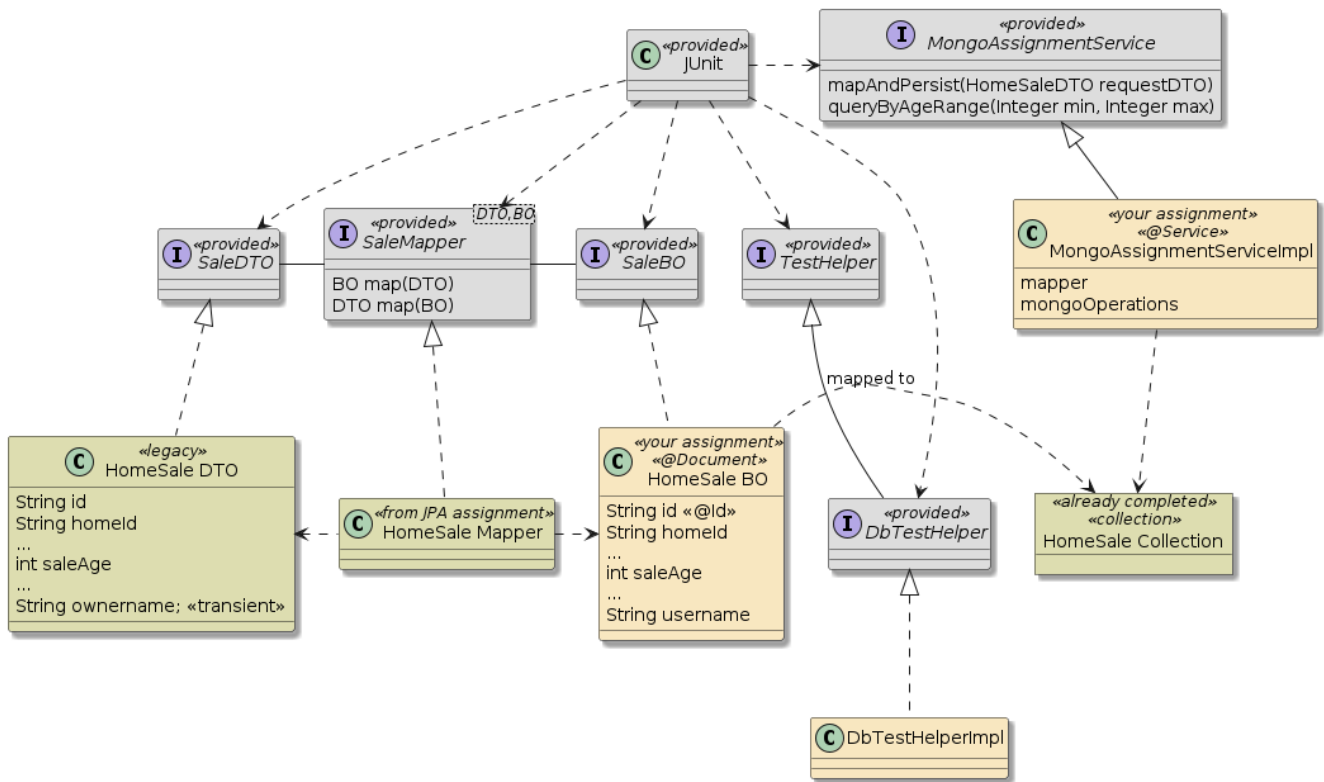 «provided»
C
JUnit
«provided»
I
MongoAssignmentService
mapAndPersist(HomeSaleDTO requestDTO)
queryByAgeRange(Integer min, Integer max)
«provided»
I
SaleDTO
DTO,BO
«provided»
I
SaleMapper
BO map(DTO)
DTO map(BO)
«provided»
I
SaleBO
«provided»
I
TestHelper
«your assignment»
«@Service»
C
MongoAssignmentServiceImpl
mapper
mongoOperations
mapped to
«legacy»
C
HomeSale DTO
String id
String homeId
...
int saleAge
...
String ownername; «transient»
«from JPA assignment»
C
HomeSale Mapper
«your assignment»
«@Document»
C
HomeSale BO
String id «@Id»
String homeId
...
int saleAge
...
String username
«provided»
I
DbTestHelper
«already completed»
«collection»
HomeSale Collection
C
DbTestHelperImpl